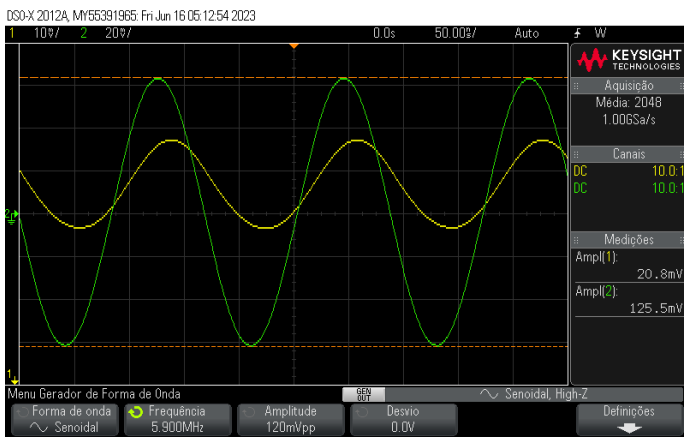 DSO-X 2012A, MY55391965: Fri Jun 16 05:12:54 2023
1 10▿/ 2 20▿/ 0.0s 50.00▿/ Auto W
KEYSIGHT
TECHNOLOGIES
Aquisição
Média: 2048
1.00GSa/s
Canais
DC 10.0:1
DC 10.0:1
Medições
Ampl(1):
20.8mV
Ampl(2):
125.5mV
2
1
Menu Gerador de Forma de Onda
GEN
OUT
Senoidal, High-Z
Forma de onda
Senoidal
Frequência
5.900MHz
Amplitude
120mVpp
Desvio
0.0V
Definições